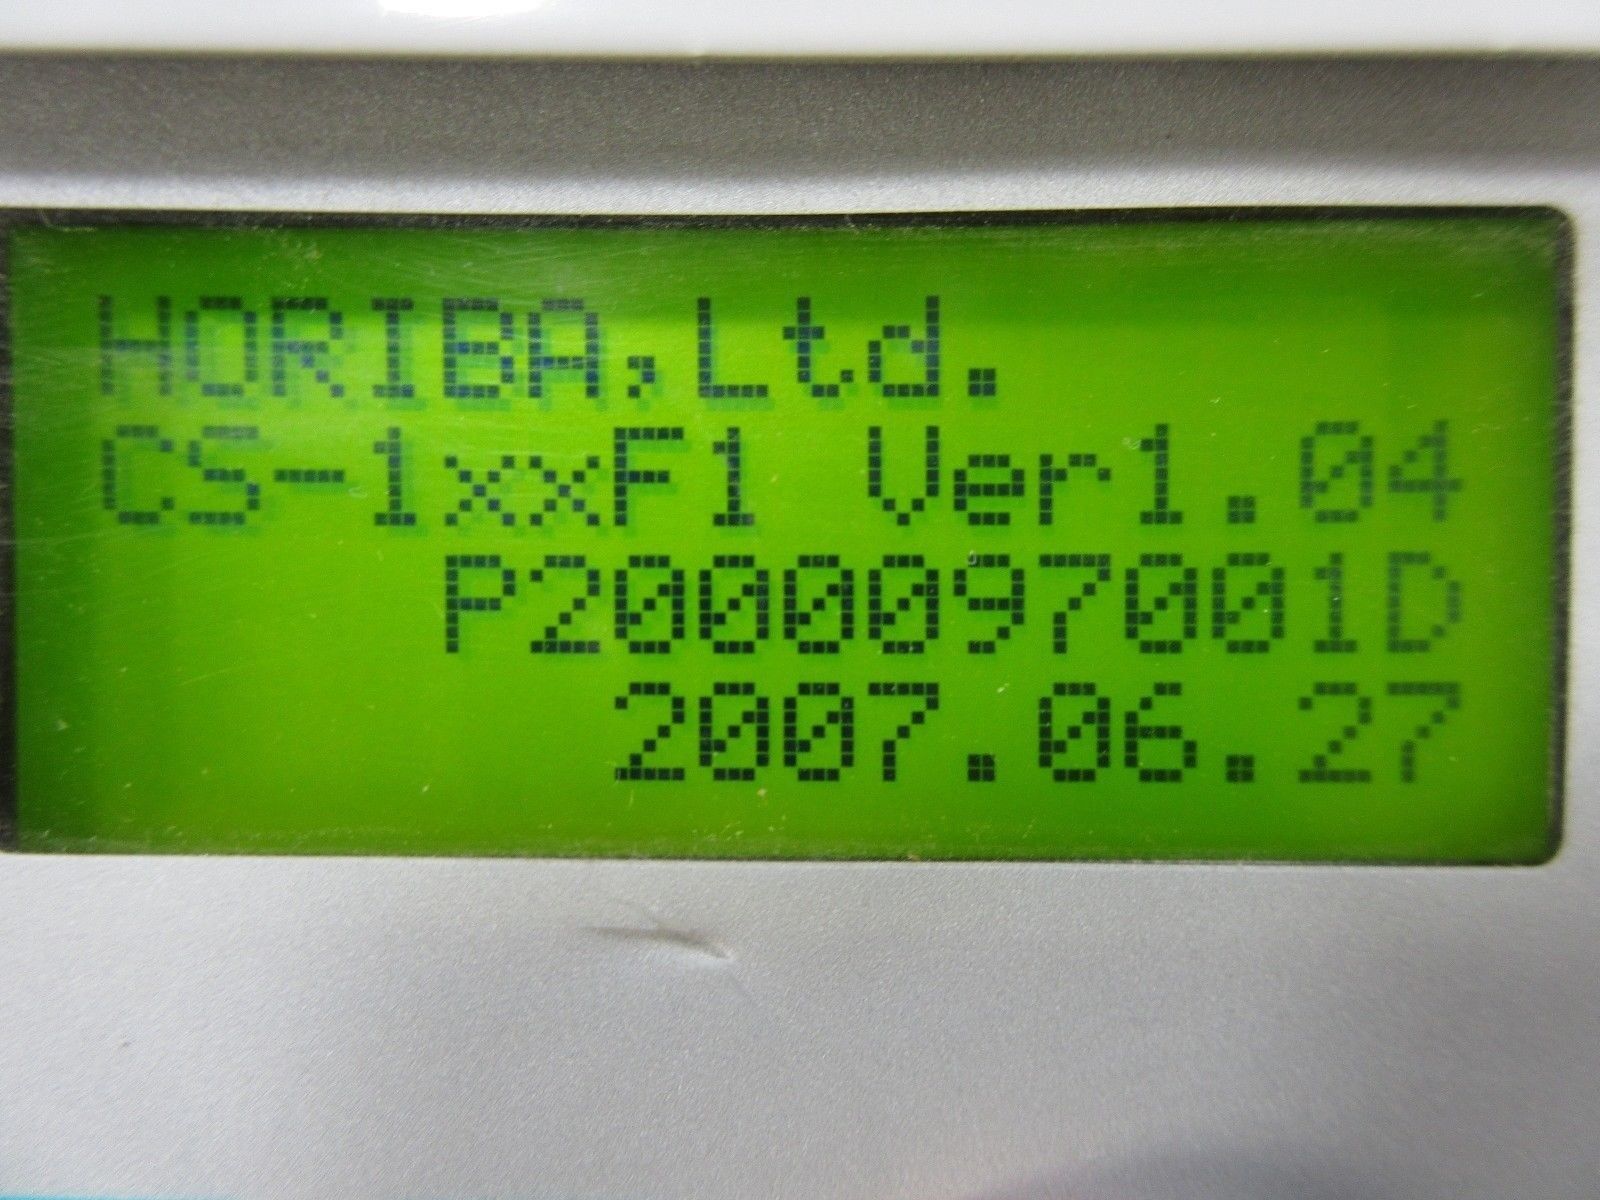 HORIBA,Ltd.
CS-1xxF1 Ver1.04
P2000097001D
2007.06.27